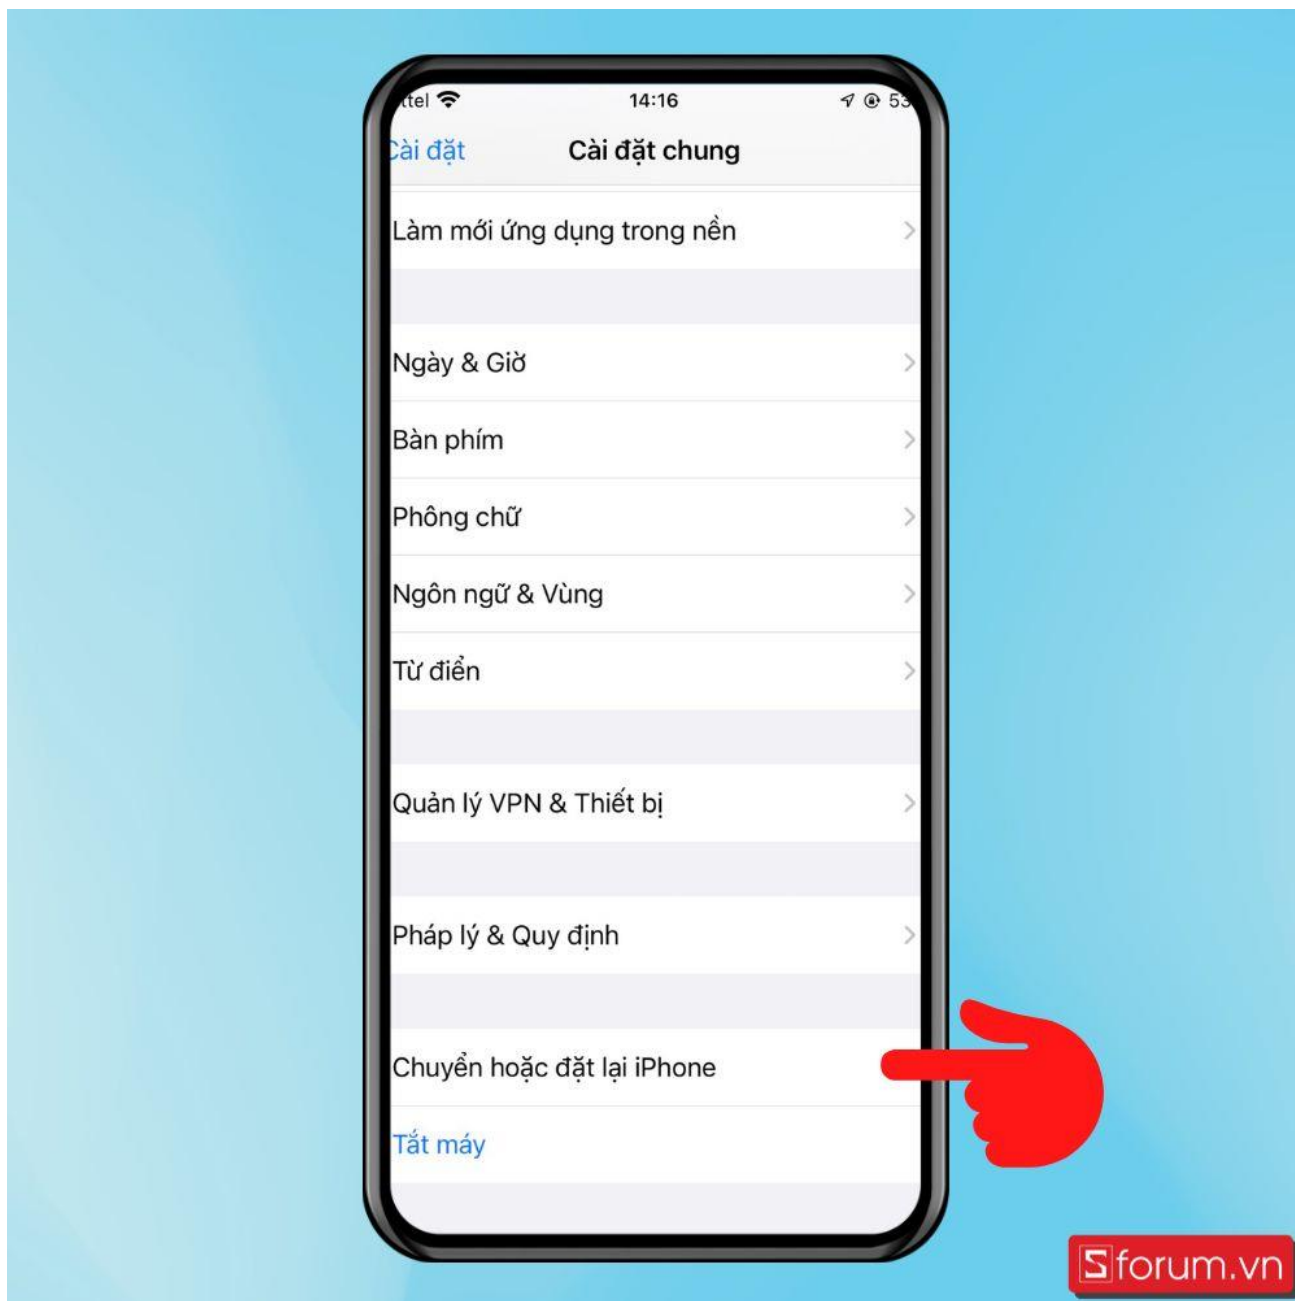 14:16
Cài đặt
Cài đặt chung
Làm mới ứng dụng trong nền
Ngày & Giờ
Bàn phím
Phông chữ
Ngôn ngữ & Vùng
Từ điển
Quản lý VPN & Thiết bị
Pháp lý & Quy định
Chuyển hoặc đặt lại iPhone
Tắt máy
Sforum.vn